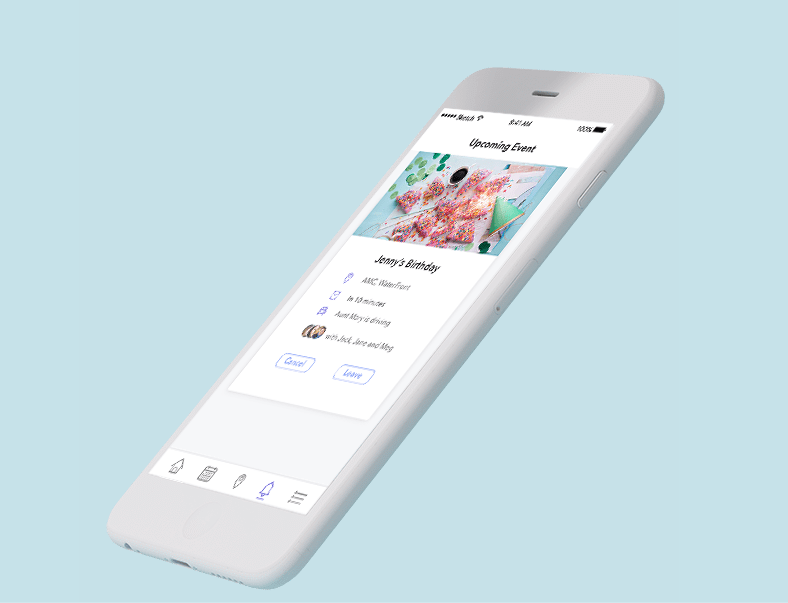 Sketch 9:41 AM 100%
Upcoming Event
Jenny's Birthday
AMC, WaterFront
In 10 minutes
Aunt Mary is driving
with Jack, Jane and Meg
Cancel Leave